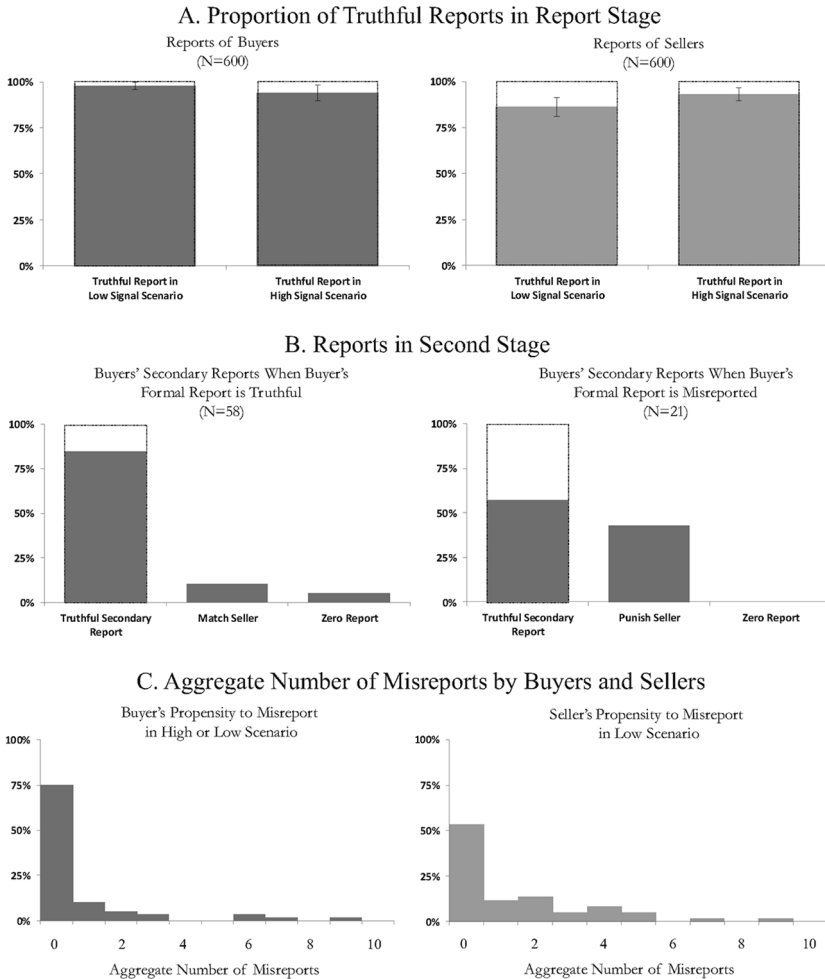 A. Proportion of Truthful Reports in Report Stage
Reports of Buyers
(N=600)
100%
75%
50%
25%
0%
Truthful Report in
Low Signal Scenario
Truthful Report in
High Signal Scenario
Reports of Sellers
(N=600)
100%
75%
50%
25%
0%
Truthful Report in
Low Signal Scenario
Truthful Report in
High Signal Scenario
B. Reports in Second Stage
Buyers' Secondary Reports When Buyer's
Formal Report is Truthful
(N=58)
100%
75%
50%
25%
0%
Truthful Secondary
Report
Match Seller
Zero Report
Buyers' Secondary Reports When Buyer's
Formal Report is Misreported
(N=21)
100%
75%
50%
25%
0%
Truthful Secondary
Report
Punish Seller
Zero Report
C. Aggregate Number of Misreports by Buyers and Sellers
Buyer's Propensity to Misreport
in High or Low Scenario
100%
75%
50%
25%
0%
0 2 4 6 8 10
Aggregate Number of Misreports
Seller's Propensity to Misreport
in Low Scenario
100%
75%
50%
25%
0%
0 2 4 6 8 10
Aggregate Number of Misreports